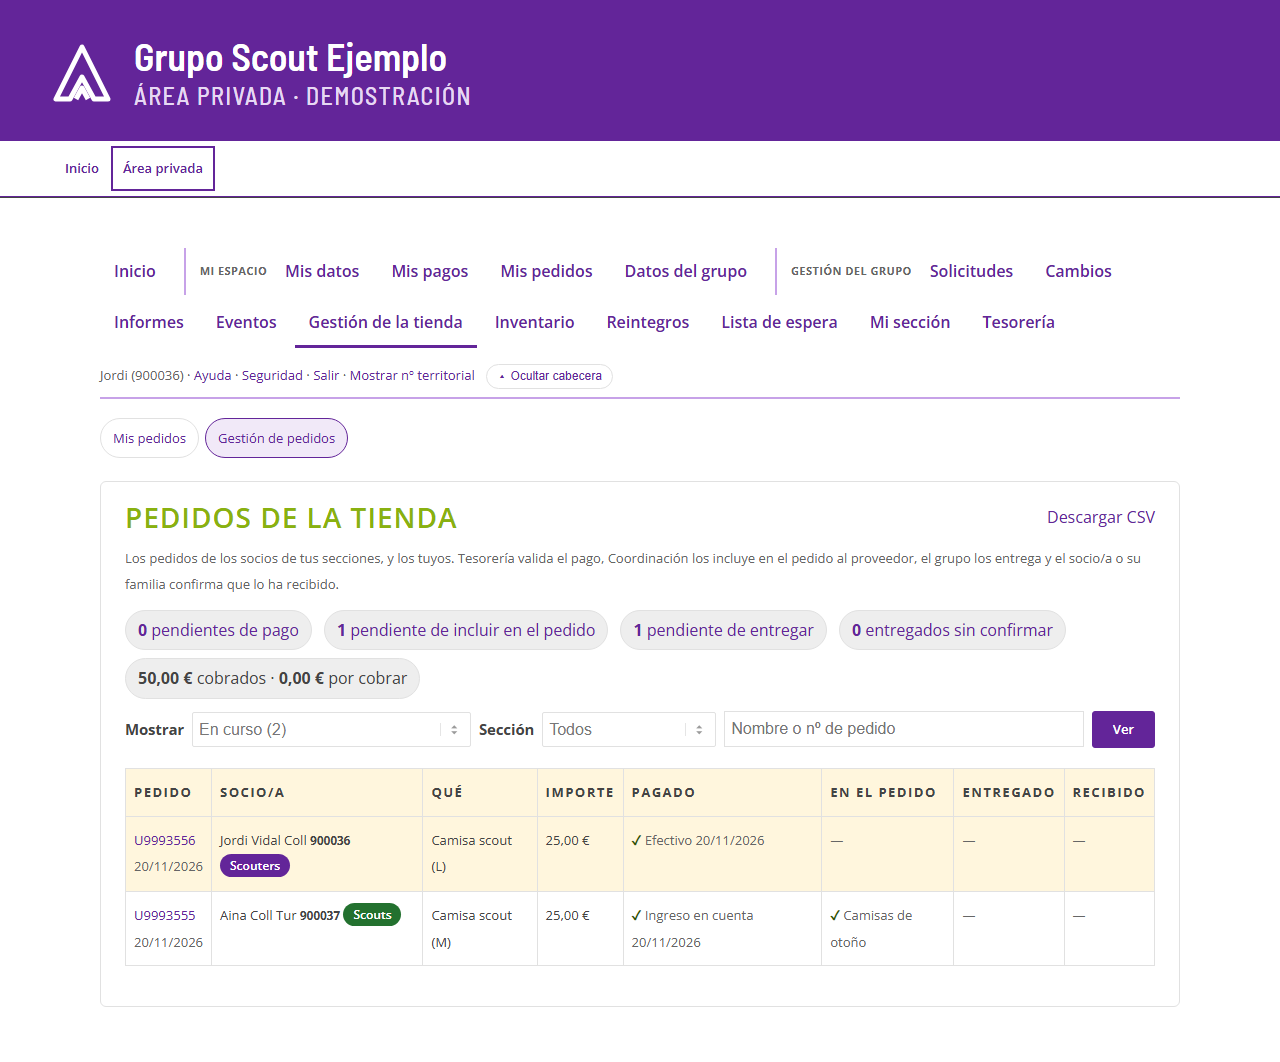 Grupo Scout Ejemplo
ÁREA PRIVADA · DEMOSTRACIÓN
Inicio Área privada
Inicio MI ESPACIO Mis datos Mis pagos Mis pedidos Datos del grupo GESTIÓN DEL GRUPO Solicitudes Cambios
Informes Eventos Gestión de la tienda Inventario Reintegros Lista de espera Mi sección Tesorería
Jordi (900036) · Ayuda · Seguridad · Salir · Mostrar nº territorial ▲ Ocultar cabecera
Mis pedidos Gestión de pedidos
PEDIDOS DE LA TIENDA Descargar CSV
Los pedidos de los socios de tus secciones, y los tuyos. Tesorería valida el pago, Coordinación los incluye en el pedido al proveedor, el grupo los entrega y el socio/a o su
familia confirma que lo ha recibido.
0 pendientes de pago 1 pendiente de incluir en el pedido 1 pendiente de entregar 0 entregados sin confirmar
50,00 € cobrados · 0,00 € por cobrar
Mostrar En curso (2) Sección Todos Nombre o nº de pedido Ver
PEDIDO SOCIO/A QUÉ IMPORTE PAGADO EN EL PEDIDO ENTREGADO RECIBIDO
U9993556 Jordi Vidal Coll 900036 Camisa scout 25,00 € ✓ Efectivo 20/11/2026 — — —
20/11/2026 Scouters (L)
U9993555 Aina Coll Tur 900037 Scouts Camisa scout 25,00 € ✓ Ingreso en cuenta ✓ Camisas de — —
20/11/2026 (M) 20/11/2026 otoño